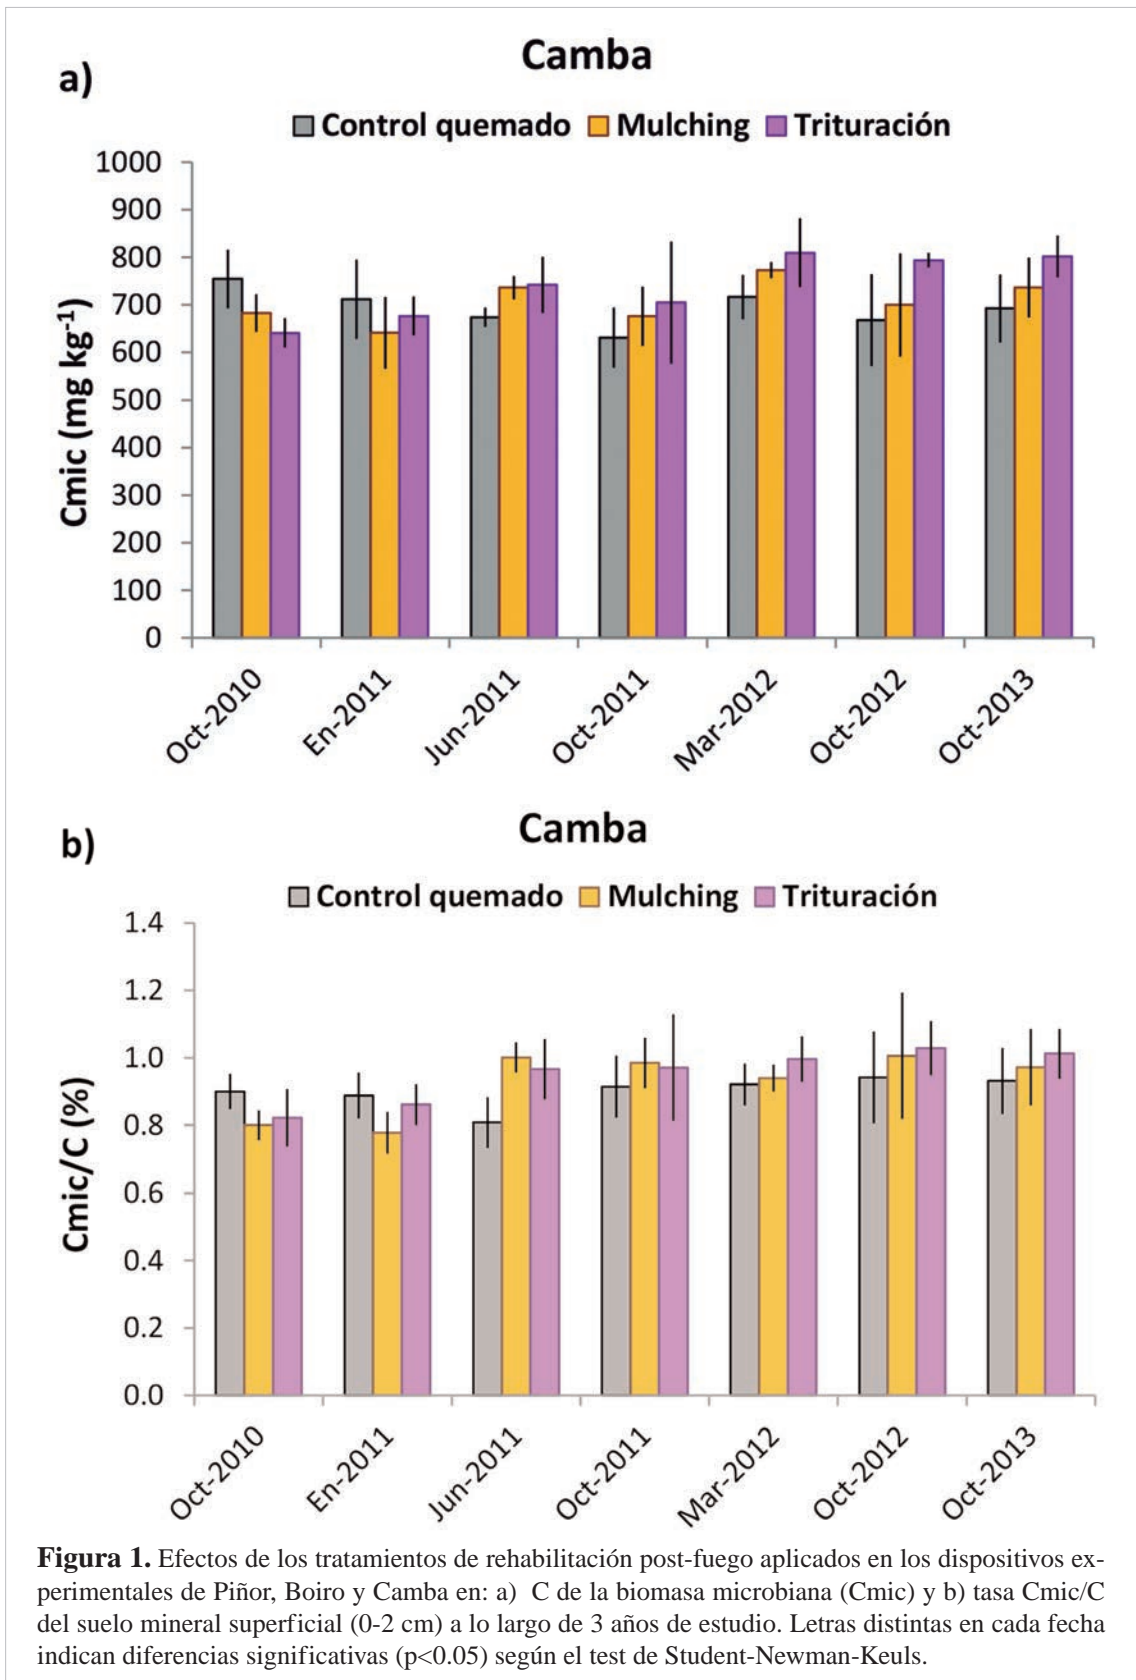 Camba
a)
Control quemado Mulching Trituración
1000
900
800
700
600
500
400
300
200
100
0
Cmic (mg kg-1)
Oct-2010 En-2011 Jun-2011 Oct-2011 Mar-2012 Oct-2012 Oct-2013
Camba
b)
Control quemado Mulching Trituración
1.4
1.2
1.0
0.8
0.6
0.4
0.2
0.0
Cmic/C (%)
Oct-2010 En-2011 Jun-2011 Oct-2011 Mar-2012 Oct-2012 Oct-2013
Figura 1. Efectos de los tratamientos de rehabilitación post-fuego aplicados en los dispositivos ex-
perimentales de Piñor, Boiro y Camba en: a) C de la biomasa microbiana (Cmic) y b) tasa Cmic/C
del suelo mineral superficial (0-2 cm) a lo largo de 3 años de estudio. Letras distintas en cada fecha
indican diferencias significativas (p<0.05) según el test de Student-Newman-Keuls.